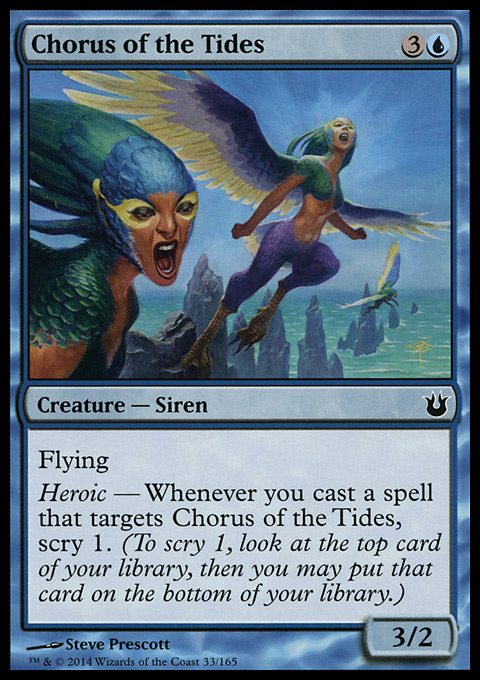 Chorus of the Tides 3
Creature — Siren
Flying
Heroic — Whenever you cast a spell
that targets Chorus of the Tides,
scry 1. (To scry 1, look at the top card
of your library, then you may put that
card on the bottom of your library.)
3/2
Steve Prescott
™ & © 2014 Wizards of the Coast 33/165